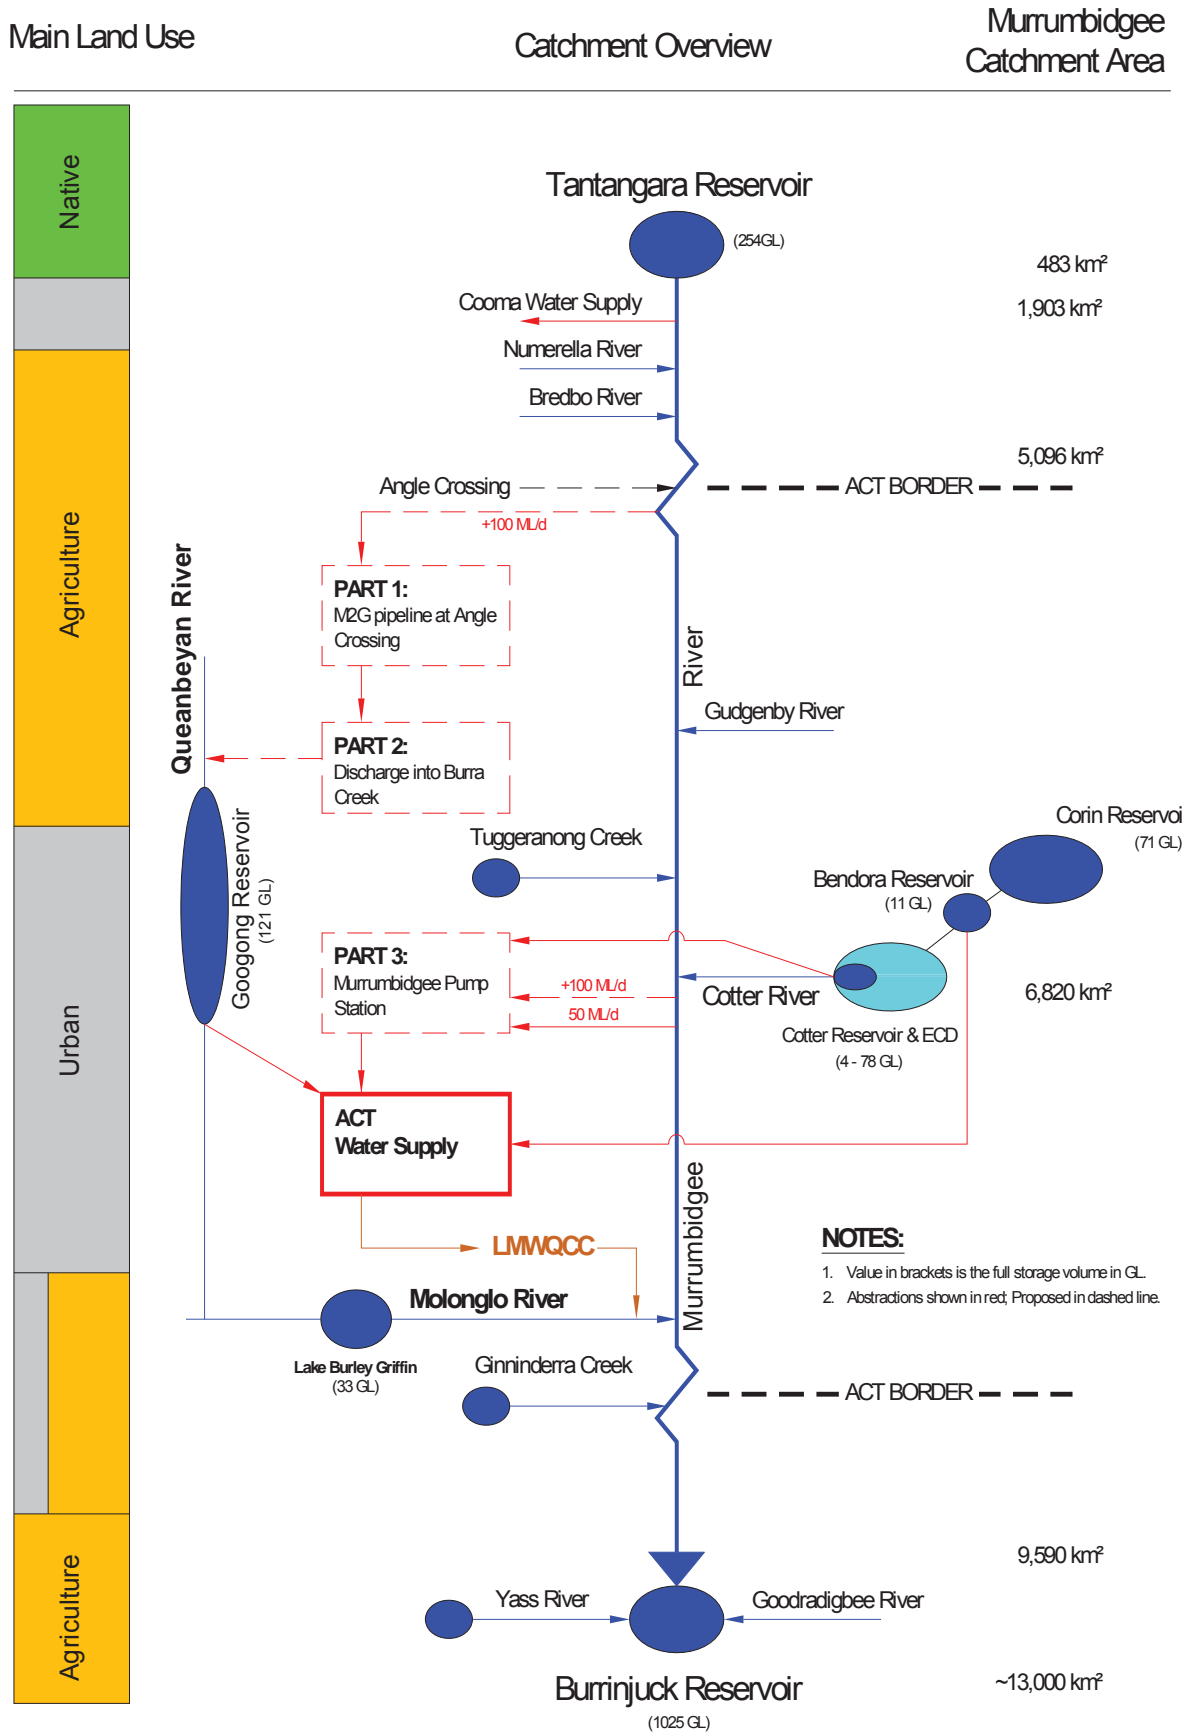 Main Land Use
Catchment Overview
Murrumbidgee
Catchment Area
Native
Tantangara Reservoir
(254GL)
483 km²
Cooma Water Supply
1,903 km²
Numerella River
Bredbo River
Agriculture
5,096 km²
Angle Crossing
ACT BORDER
+100 ML/d
PART 1:
M2G pipeline at Angle
Crossing
Queanbeyan River
River
Gudgenby River
PART 2:
Discharge into Burra
Creek
Googong Reservoir
(121 GL)
Tuggeranong Creek
Corin Reservoi
(71 GL)
Bendora Reservoir
(11 GL)
Urban
PART 3:
Murrumbidgee Pump
Station
+100 ML/d
50 ML/d
Cotter River
6,820 km²
Cotter Reservoir & ECD
(4 - 78 GL)
ACT
Water Supply
Murrumbidgee
LMWQCC
NOTES:
1. Value in brackets is the full storage volume in GL.
2. Abstractions shown in red; Proposed in dashed line.
Molonglo River
Lake Burley Griffin
(33 GL)
Ginninderra Creek
ACT BORDER
Agriculture
9,590 km²
Yass River
Goodradigbee River
Burrinjuck Reservoir
(1025 GL)
~13,000 km²